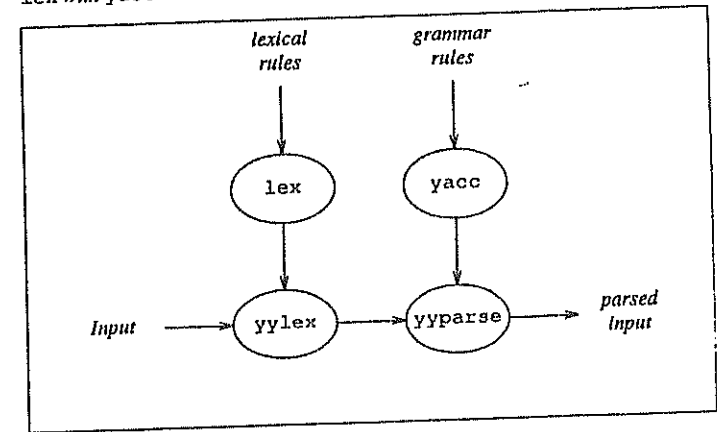 lexical
rules
grammar
rules
lex
yacc
Input
yylex
yyparse
parsed
input